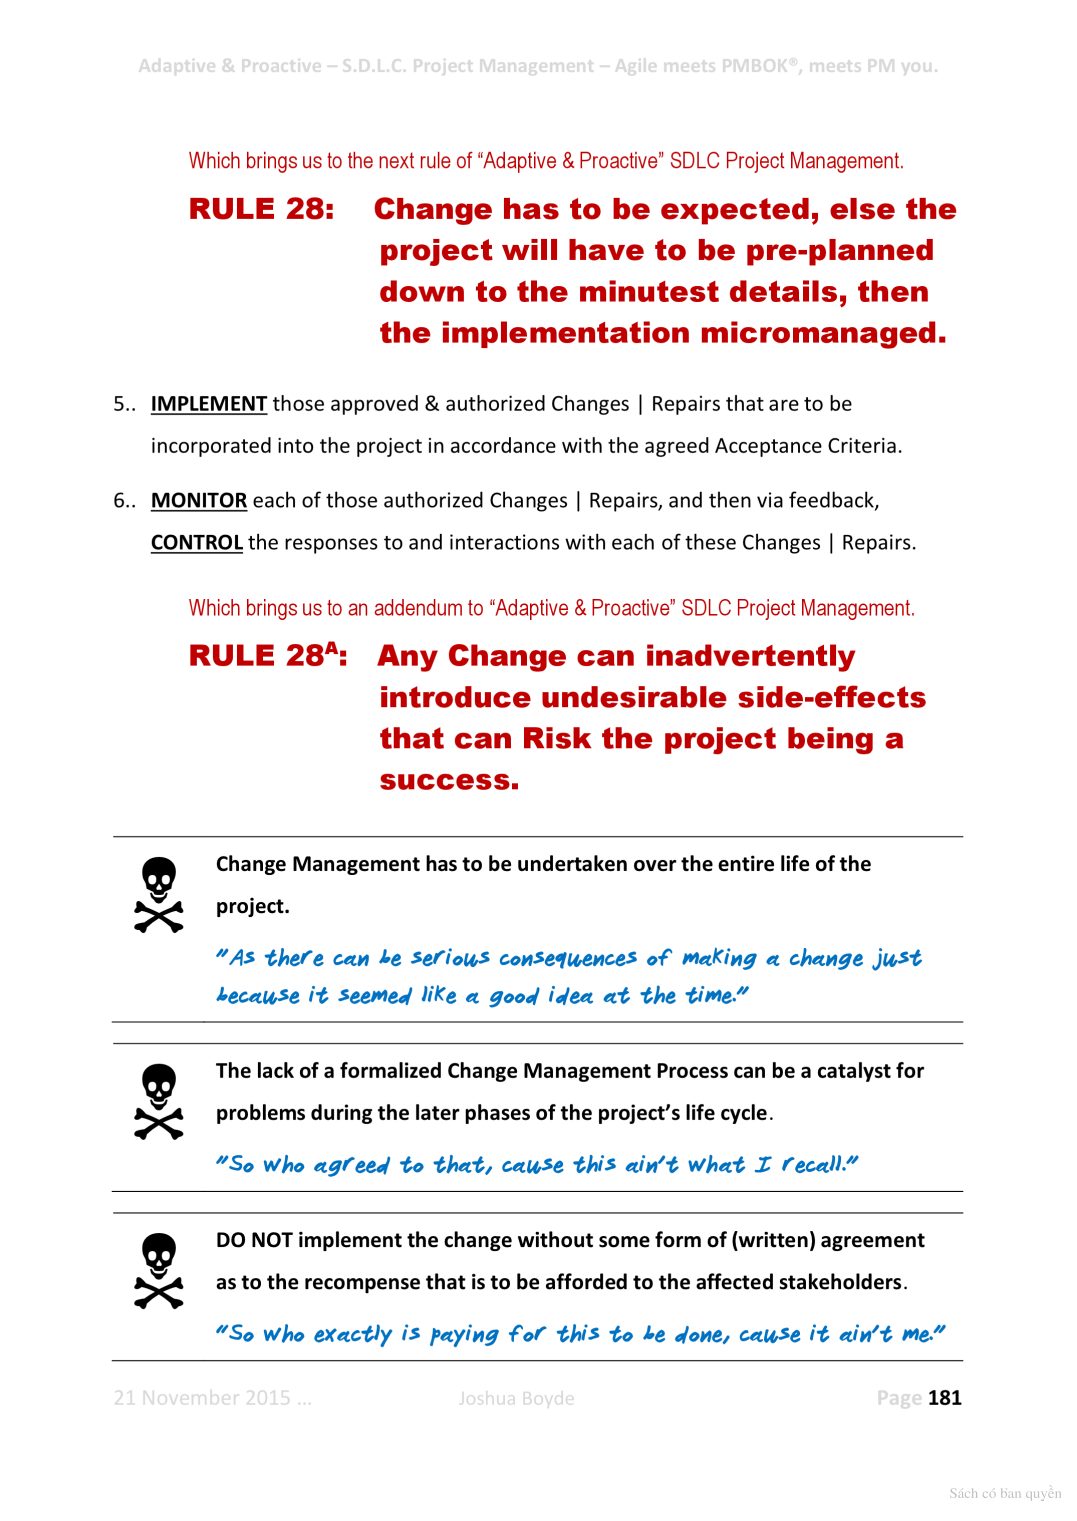 Adaptive & Proactive – S.D.L.C. Project Management – Agile meets PMBOK®, meets PM you.
Which brings us to the next rule of “Adaptive & Proactive” SDLC Project Management.
RULE 28: Change has to be expected, else the
project will have to be pre-planned
down to the minutest details, then
the implementation micromanaged.
5.. IMPLEMENT those approved & authorized Changes | Repairs that are to be
incorporated into the project in accordance with the agreed Acceptance Criteria.
6.. MONITOR each of those authorized Changes | Repairs, and then via feedback,
CONTROL the responses to and interactions with each of these Changes | Repairs.
Which brings us to an addendum to “Adaptive & Proactive” SDLC Project Management.
RULE 28A: Any Change can inadvertently
introduce undesirable side-effects
that can Risk the project being a
success.
Change Management has to be undertaken over the entire life of the
project.
“As there can be serious consequences of making a change just
because it seemed like a good idea at the time.”
The lack of a formalized Change Management Process can be a catalyst for
problems during the later phases of the project’s life cycle.
“So who agreed to that, cause this ain’t what I recall.”
DO NOT implement the change without some form of (written) agreement
as to the recompense that is to be afforded to the affected stakeholders.
“So who exactly is paying for this to be done, cause it ain’t me.”
21 November 2015 ... Joshua Boyde Page 181
Sách có bản quyền